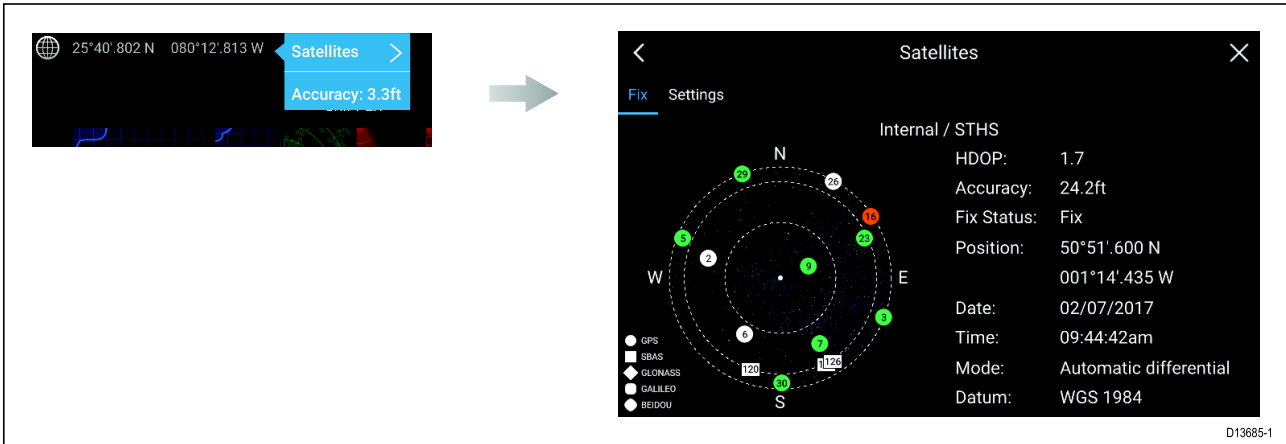 25°40'.802 N 080°12'.813 W
Satellites
Accuracy: 3.3ft
Satellites
Fix Settings
Internal / STHS
HDOP: 1.7
Accuracy: 24.2ft
Fix Status: Fix
Position: 50°51'.600 N
001°14'.435 W
Date: 02/07/2017
Time: 09:44:42am
Mode: Automatic differential
Datum: WGS 1984
N
29
26
16
5
23
2
9
W
E
3
6
7
120
126
30
S
GPS
SBAS
GLONASS
GALILEO
BEIDOU
D13685-1